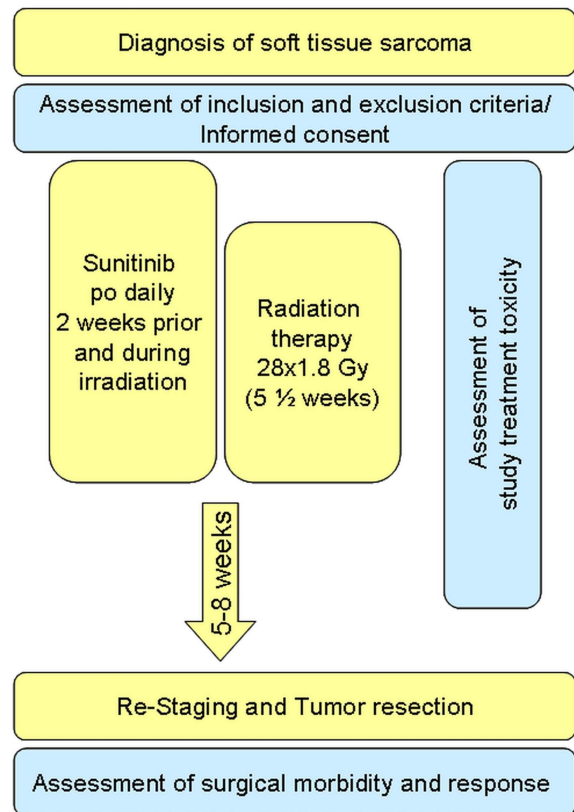 Diagnosis of soft tissue sarcoma
Assessment of inclusion and exclusion criteria/
Informed consent
Sunitinib
po daily
2 weeks prior
and during
irradiation
Radiation
therapy
28x1.8 Gy
(5 ½ weeks)
Assessment of
study treatment toxicity
5-8 weeks
Re-Staging and Tumor resection
Assessment of surgical morbidity and response